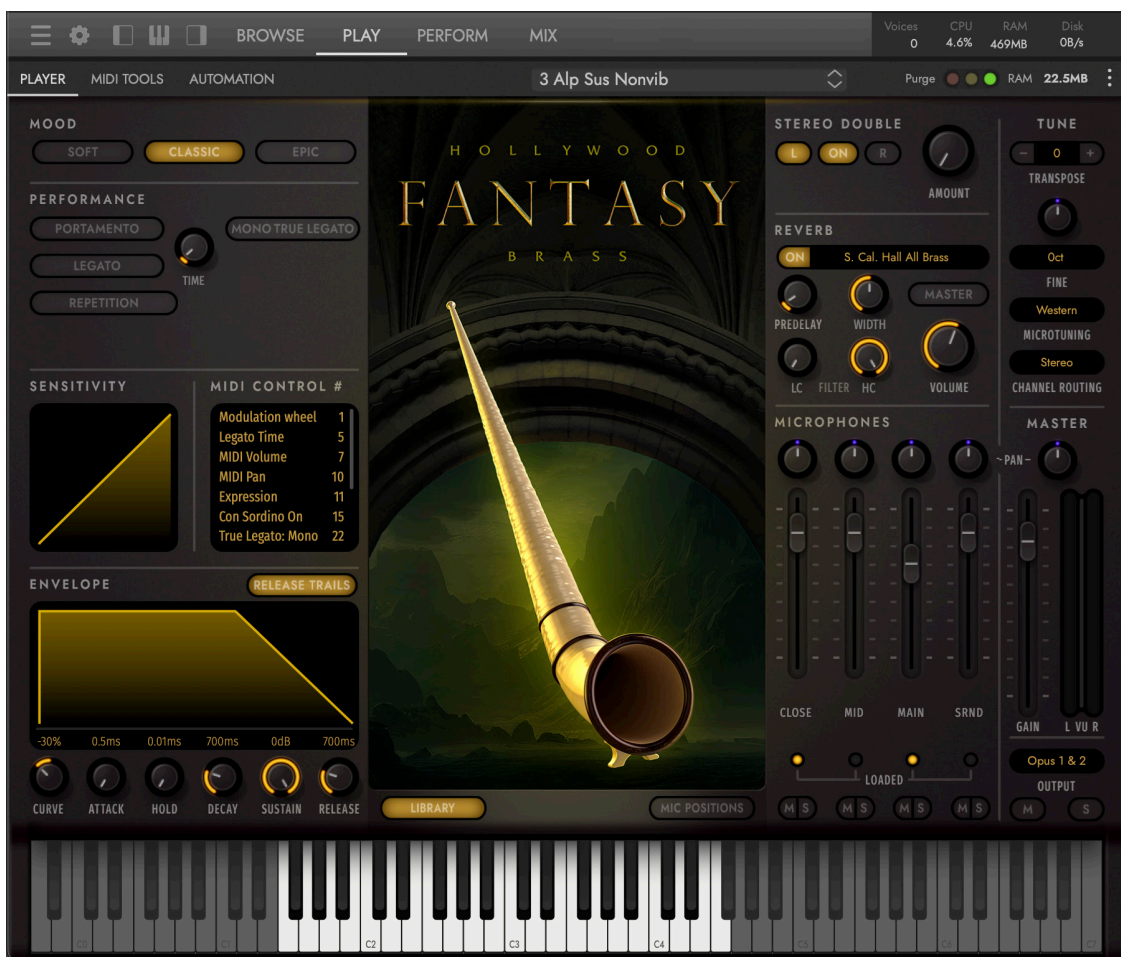 BROWSE PLAY PERFORM MIX
Voices CPU RAM Disk
0 4.6% 469MB 0B/s
PLAYER MIDI TOOLS AUTOMATION
3 Alp Sus Nonvib
Purge RAM 22.5MB
MOOD
SOFT CLASSIC EPIC
PERFORMANCE
PORTAMENTO
LEGATO
REPETITION
TIME
MONO TRUE LEGATO
SENSITIVITY
MIDI CONTROL #
Modulation wheel 1
Legato Time 5
MIDI Volume 7
MIDI Pan 10
Expression 11
Con Sordino On 15
True Legato: Mono 22
ENVELOPE
RELEASE TRAILS
-30% 0.5ms 0.01ms 700ms 0dB 700ms
CURVE ATTACK HOLD DECAY SUSTAIN RELEASE
HOLLYWOOD
FANTASY
BRASS
LIBRARY
MIC POSITIONS
STEREO DOUBLE
L ON R
AMOUNT
REVERB
ON S. Cal. Hall All Brass
PREDELAY WIDTH
MASTER
LC FILTER HC
VOLUME
MICROPHONES
~PAN-
CLOSE MID MAIN SRND
LOADED
M S M S M S M S
TUNE
- 0 +
TRANSPOSE
0ct
FINE
Western
MICROTUNING
Stereo
CHANNEL ROUTING
MASTER
GAIN L VU R
Opus 1 & 2
OUTPUT
M S
C0 C1 C2 C3 C4 C5 C6 C7